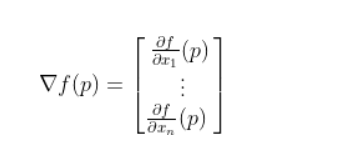 ∇f(p) = [ ∂f/∂x₁ (p)
⋮
∂f/∂xₙ (p) ]